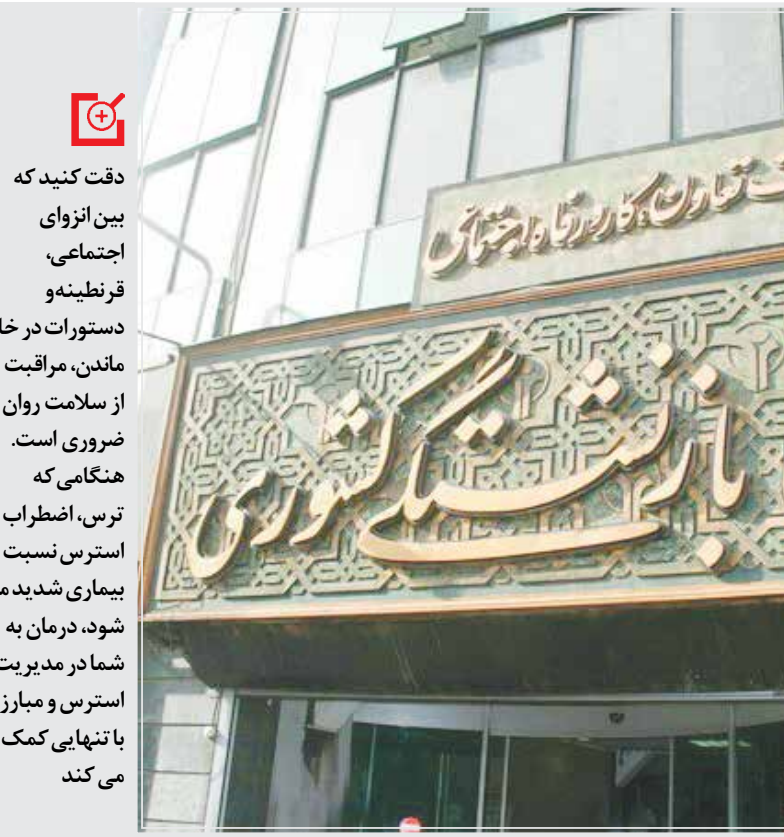 تعاون، کار و رفاه اجتماعی
بازنشستگی کشوری
دقت کنید که
بین انزوای
اجتماعی،
قرنطینه‌و
دستورات در
ماندن، مراقبت
از سلامت روان
ضروری است.
هنگامی که
ترس، اضطراب
استرس نسبت
بیماری شدید
شود، درمان به
شما در مدیریت
استرس و
با تنهایی کمک
می کند